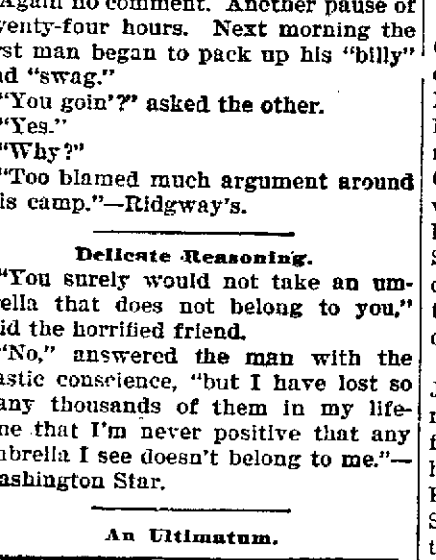 Again no comment. Another pause of
wenty-four hours. Next morning the
rst man began to pack up his "billy"
nd "swag."
"You goin'?" asked the other.
"Yes."
"Why?"
"Too blamed much argument around
is camp."—Ridgway's.
Delicate Reasoning.
"You surely would not take an um-
rella that does not belong to you,"
id the horrified friend.
"No," answered the man with the
astic conscience, "but I have lost so
any thousands of them in my life-
me that I'm never positive that any
mbrella I see doesn't belong to me."—
ashington Star.
An Ultimatum.